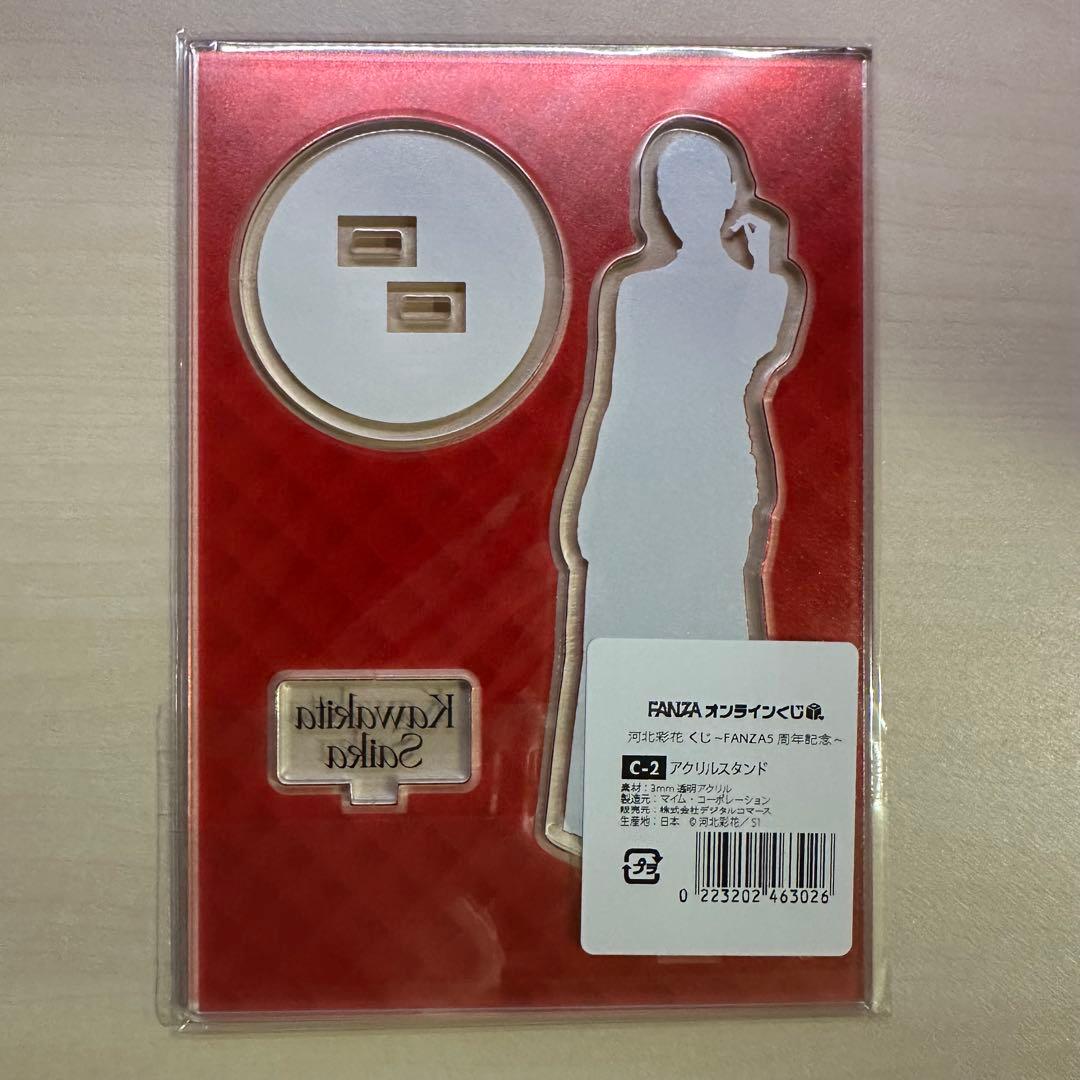 Kawakita
Saika
FANZA オンラインくじ
河北彩花 くじ ~FANZA5 周年記念~
C-2 アクリルスタンド
素材:3mm 透明アクリル
製造元:マイム・コーポレーション
販売元:株式会社デジタルコマース
生産地:日本 ©河北彩花/S1
プラ
0 223202 463026